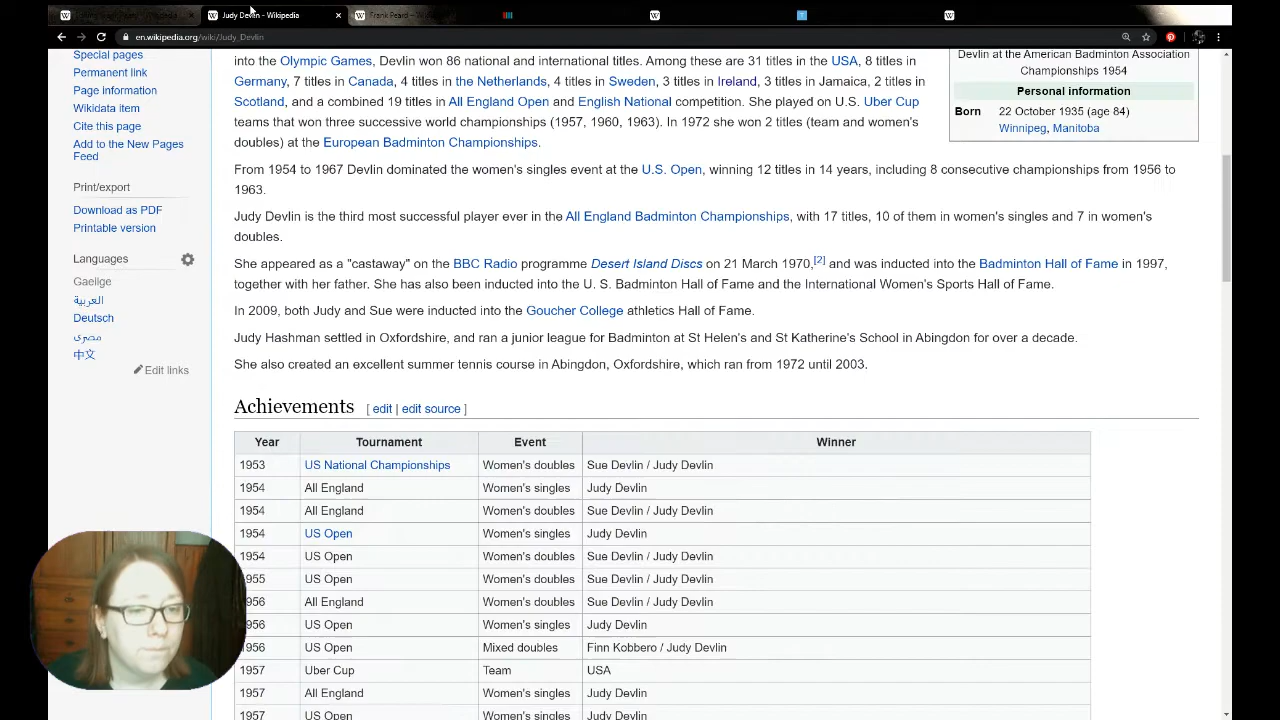 Judy Devlin - Wikipedia
Frank Peard -
en.wikipedia.org/wiki/Judy_Devlin
Special pages
Permanent link
Page information
Wikidata item
Cite this page
Add to the New Pages
Feed
Print/export
Download as PDF
Printable version
Languages
Gaeilge
العربية
Deutsch
مصرى
中文
Edit links
into the Olympic Games, Devlin won 86 national and international titles. Among these are 31 titles in the USA, 8 titles in
Germany, 7 titles in Canada, 4 titles in the Netherlands, 4 titles in Sweden, 3 titles in Ireland, 3 titles in Jamaica, 2 titles in
Scotland, and a combined 19 titles in All England Open and English National competition. She played on U.S. Uber Cup
teams that won three successive world championships (1957, 1960, 1963). In 1972 she won 2 titles (team and women's
doubles) at the European Badminton Championships.
Devlin at the American Badminton Association
Championships 1954
Personal information
Born 22 October 1935 (age 84)
Winnipeg, Manitoba
From 1954 to 1967 Devlin dominated the women's singles event at the U.S. Open, winning 12 titles in 14 years, including 8 consecutive championships from 1956 to
1963.
Judy Devlin is the third most successful player ever in the All England Badminton Championships, with 17 titles, 10 of them in women's singles and 7 in women's
doubles.
She appeared as a "castaway" on the BBC Radio programme Desert Island Discs on 21 March 1970,[2] and was inducted into the Badminton Hall of Fame in 1997,
together with her father. She has also been inducted into the U. S. Badminton Hall of Fame and the International Women's Sports Hall of Fame.
In 2009, both Judy and Sue were inducted into the Goucher College athletics Hall of Fame.
Judy Hashman settled in Oxfordshire, and ran a junior league for Badminton at St Helen's and St Katherine's School in Abingdon for over a decade.
She also created an excellent summer tennis course in Abingdon, Oxfordshire, which ran from 1972 until 2003.
Achievements [ edit | edit source ]
Year Tournament Event Winner
1953 US National Championships Women's doubles Sue Devlin / Judy Devlin
1954 All England Women's singles Judy Devlin
1954 All England Women's doubles Sue Devlin / Judy Devlin
1954 US Open Women's singles Judy Devlin
1954 US Open Women's doubles Sue Devlin / Judy Devlin
1955 US Open Women's doubles Sue Devlin / Judy Devlin
956 All England Women's doubles Sue Devlin / Judy Devlin
956 US Open Women's singles Judy Devlin
956 US Open Mixed doubles Finn Kobbero / Judy Devlin
1957 Uber Cup Team USA
1957 All England Women's singles Judy Devlin
1957 US Open Women's singles Judy Devlin